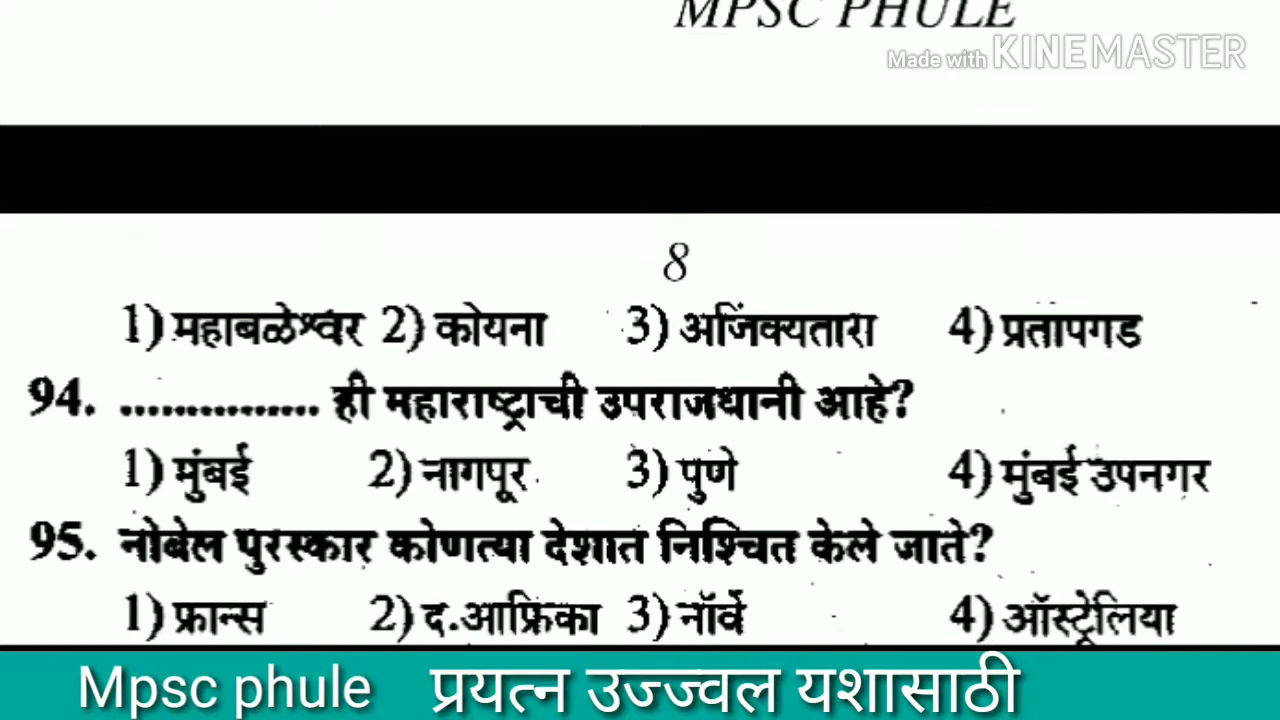 MPSC PHULE
Made with KINEMASTER
8
1) महाबळेश्वर 2) कोयना 3) अजिंक्यतारा 4) प्रतापगड
94. ............... ही महाराष्ट्राची उपराजधानी आहे?
1) मुंबई 2) नागपूर 3) पुणे 4) मुंबई उपनगर
95. नोबेल पुरस्कार कोणत्या देशात निश्चित केले जाते?
1) फ्रान्स 2) द.आफ्रिका 3) नॉर्वे 4) ऑस्ट्रेलिया
Mpsc phule प्रयत्न उज्ज्वल यशासाठी